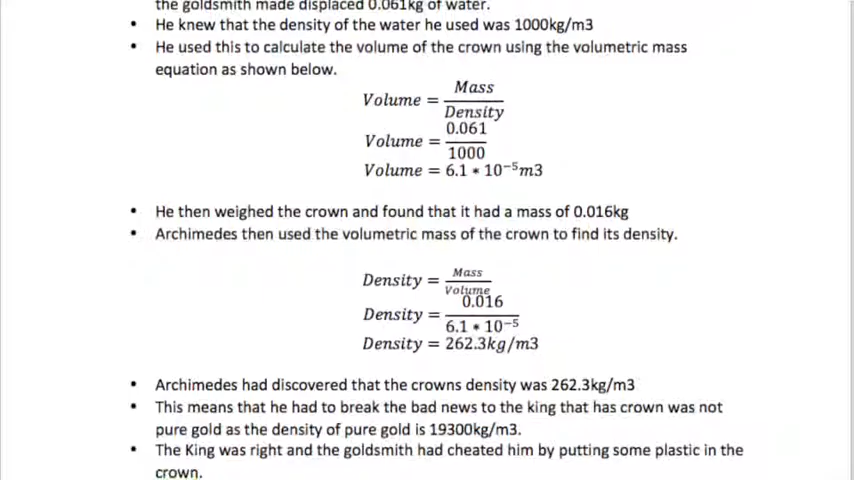 the goldsmith made displaced 0.061kg of water.
• He knew that the density of the water he used was 1000kg/m3
• He used this to calculate the volume of the crown using the volumetric mass
equation as shown below.
Volume = Mass / Density
Volume = 0.061 / 1000
Volume = 6.1 * 10⁻⁵m3
• He then weighed the crown and found that it had a mass of 0.016kg
• Archimedes then used the volumetric mass of the crown to find its density.
Density = Mass / Volume
Density = 0.016 / 6.1 * 10⁻⁵
Density = 262.3kg/m3
• Archimedes had discovered that the crowns density was 262.3kg/m3
• This means that he had to break the bad news to the king that has crown was not
pure gold as the density of pure gold is 19300kg/m3.
• The King was right and the goldsmith had cheated him by putting some plastic in the
crown.